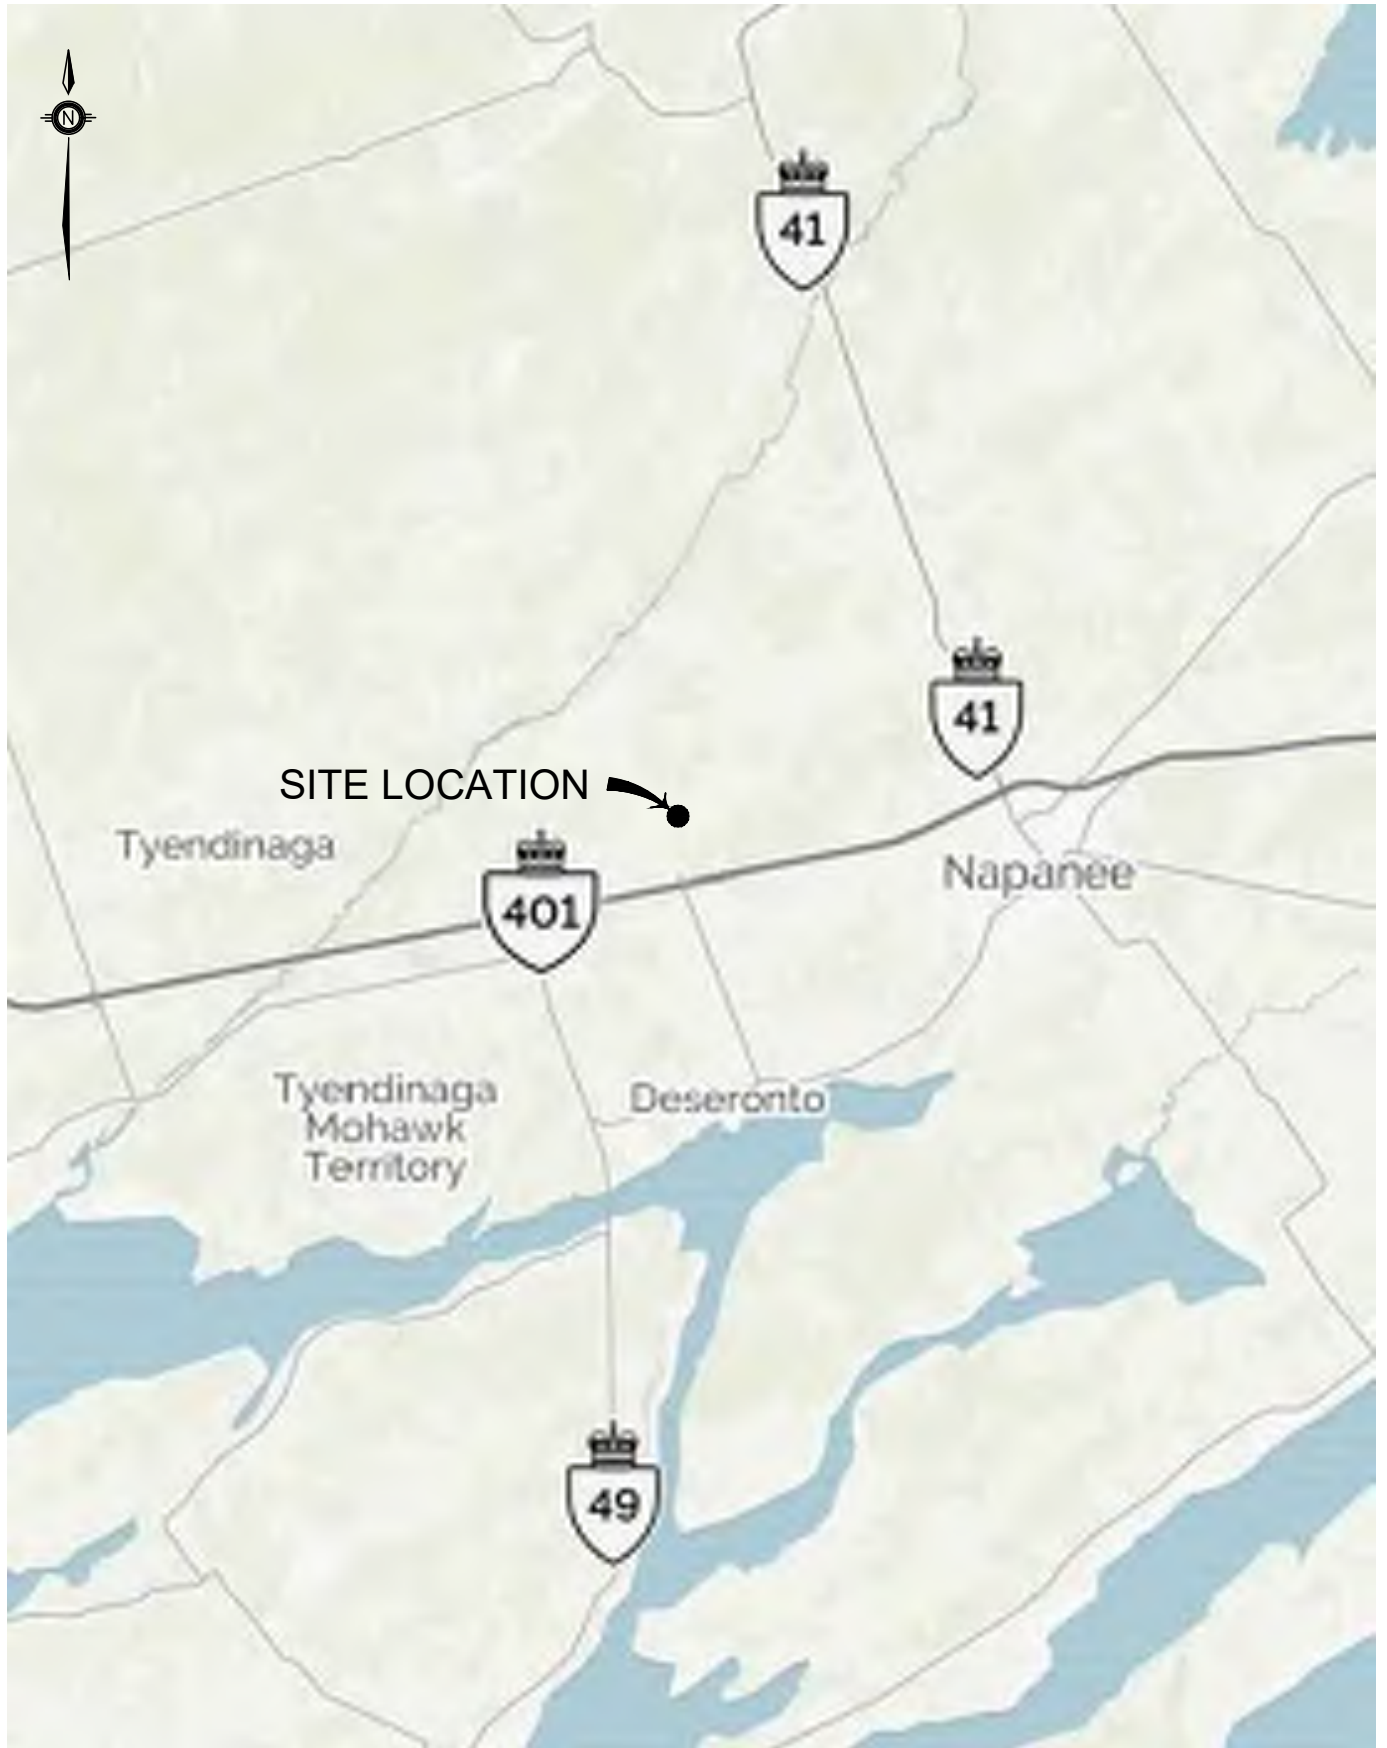 N
41
41
SITE LOCATION
Tyendinaga
Napanee
401
Tyendinaga
Mohawk
Territory
Deseronto
49